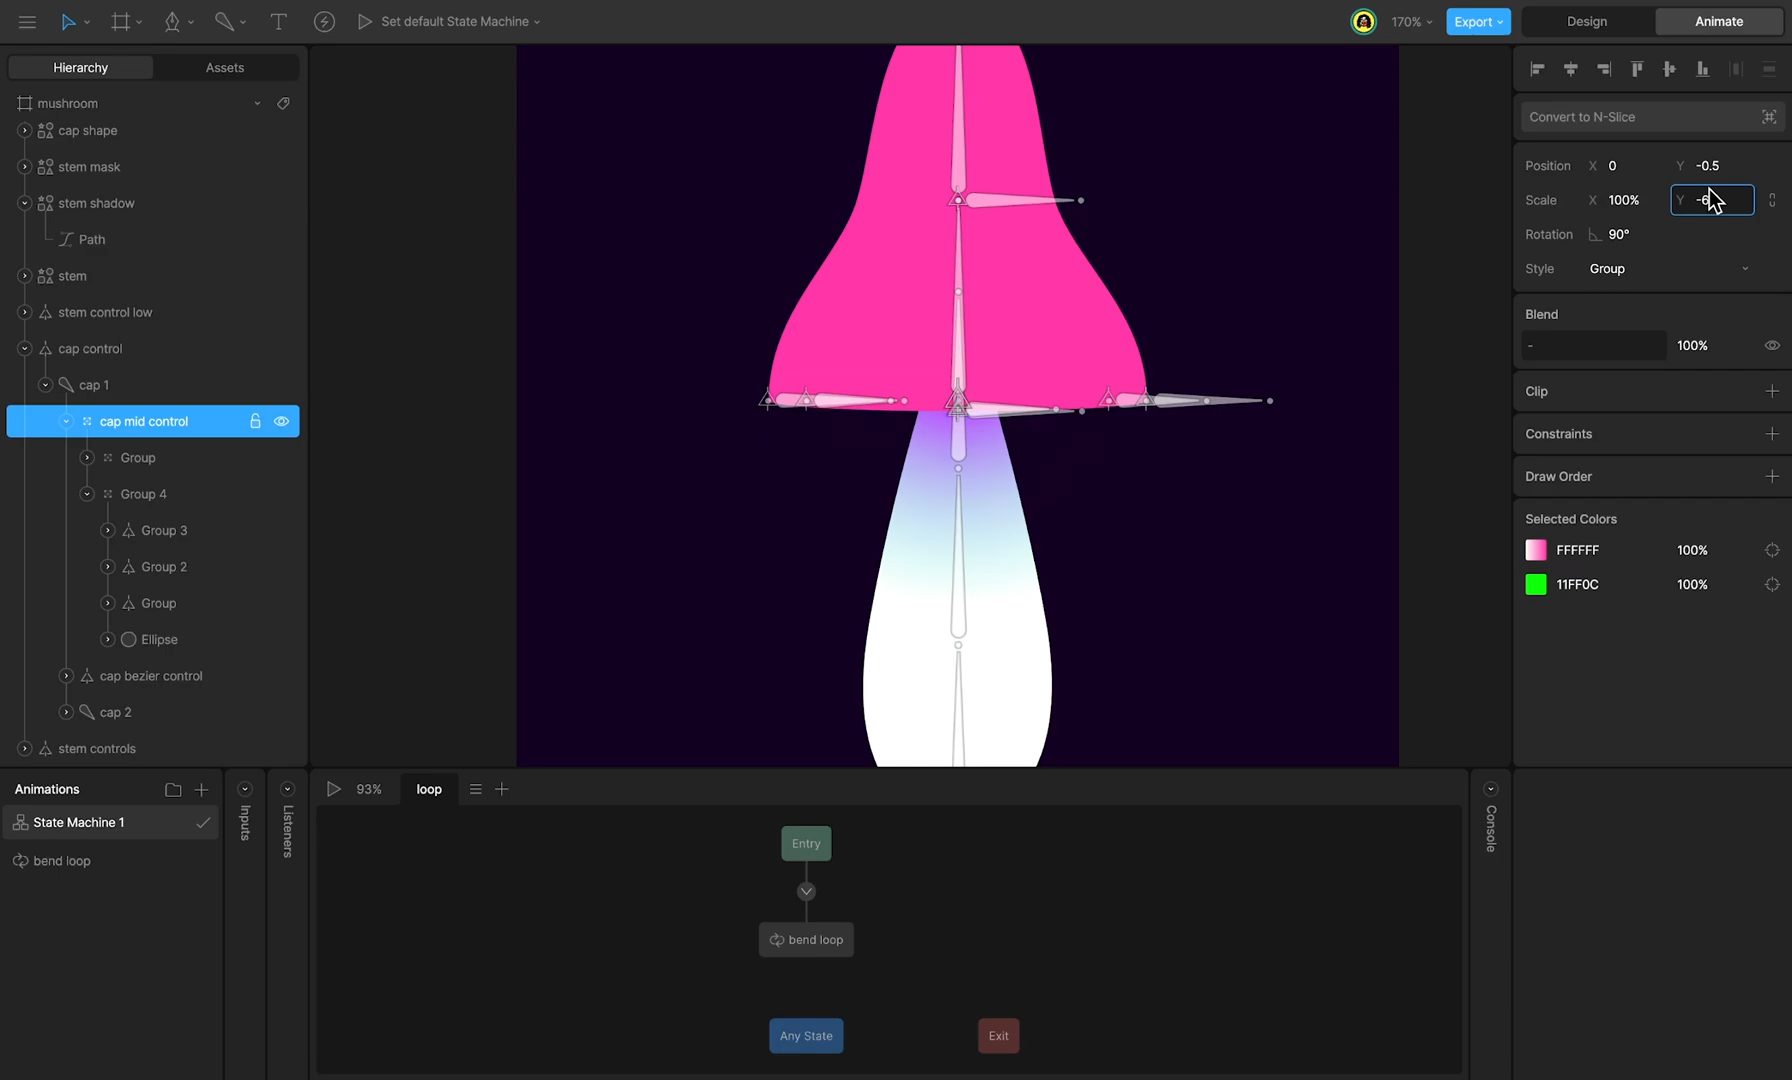 Set default State Machine
170%
Export
Design
Animate
Hierarchy
Assets
mushroom
cap shape
stem mask
stem shadow
Path
stem
stem control low
cap control
cap 1
cap mid control
Group
Group 4
Group 3
Group 2
Group
Ellipse
cap bezier control
cap 2
stem controls
Convert to N-Slice
Position X 0 Y -0.5
Scale X 100% Y -6
Rotation 90°
Style Group
Blend
- 100%
Clip
Constraints
Draw Order
Selected Colors
FFFFFF 100%
11FF0C 100%
Animations
State Machine 1
bend loop
Inputs
Listeners
93%
loop
Entry
bend loop
Any State
Exit
Console